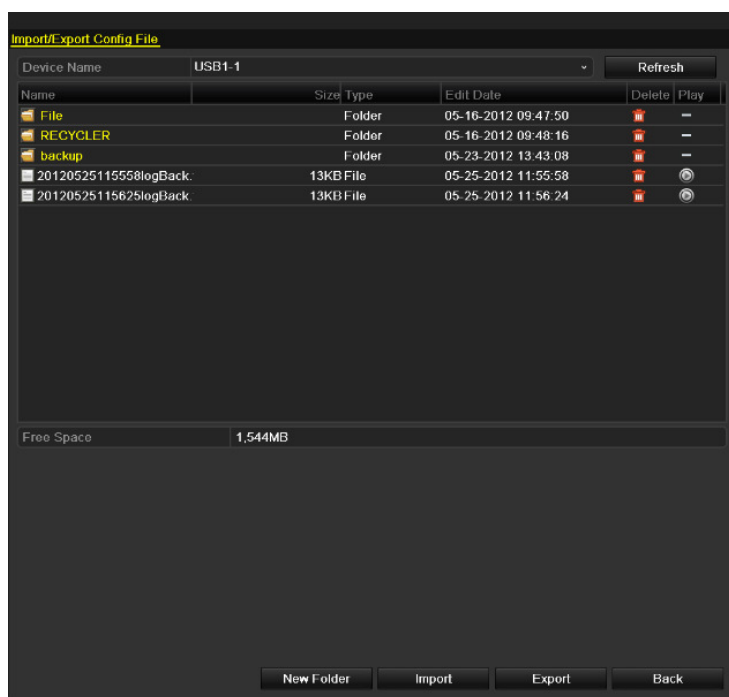 Import/Export Config File
Device Name USB1-1 Refresh
Name Size Type Edit Date Delete Play
File Folder 05-16-2012 09:47:50 –
RECYCLER Folder 05-16-2012 09:48:16 –
backup Folder 05-23-2012 13:43:08 –
20120525115558logBack. 13KB File 05-25-2012 11:55:58
20120525115625logBack. 13KB File 05-25-2012 11:56:24
Free Space 1,544MB
New Folder Import Export Back